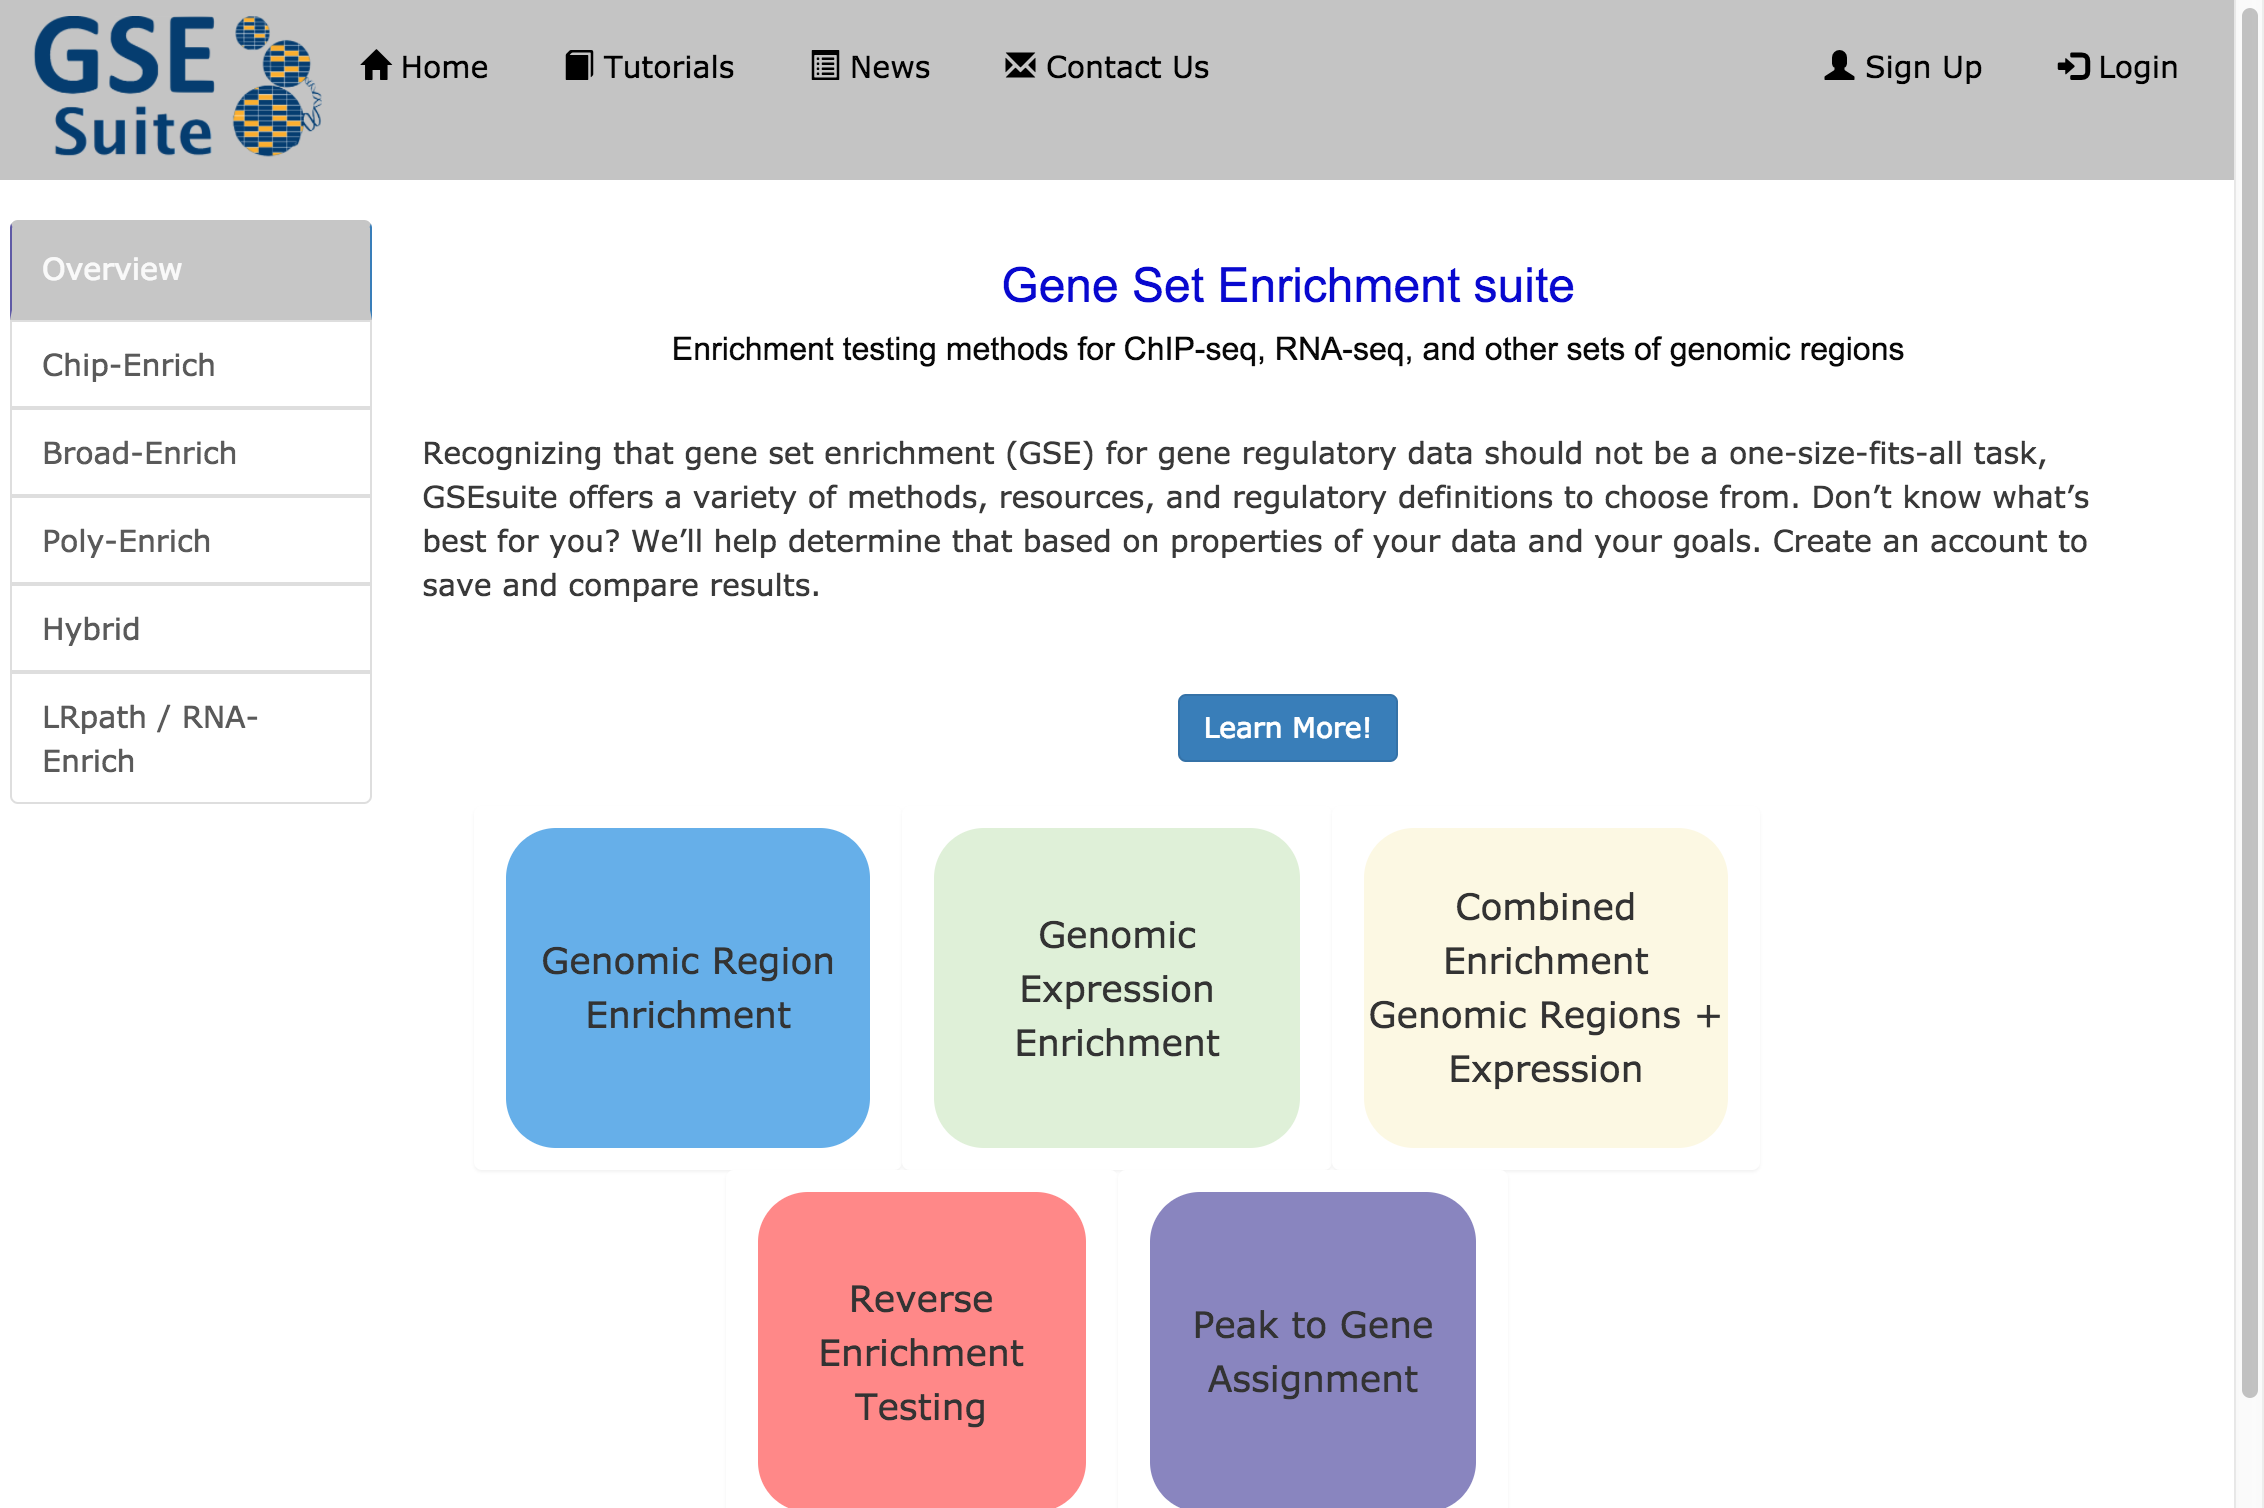 GSE
Suite
Home
Tutorials
News
Contact Us
Sign Up
Login
Overview
Chip-Enrich
Broad-Enrich
Poly-Enrich
Hybrid
LRpath / RNA-
Enrich
Gene Set Enrichment suite
Enrichment testing methods for ChIP-seq, RNA-seq, and other sets of genomic regions
Recognizing that gene set enrichment (GSE) for gene regulatory data should not be a one-size-fits-all task,
GSEsuite offers a variety of methods, resources, and regulatory definitions to choose from. Don’t know what’s
best for you? We’ll help determine that based on properties of your data and your goals. Create an account to
save and compare results.
Learn More!
Genomic Region
Enrichment
Genomic
Expression
Enrichment
Combined
Enrichment
Genomic Regions +
Expression
Reverse
Enrichment
Testing
Peak to Gene
Assignment